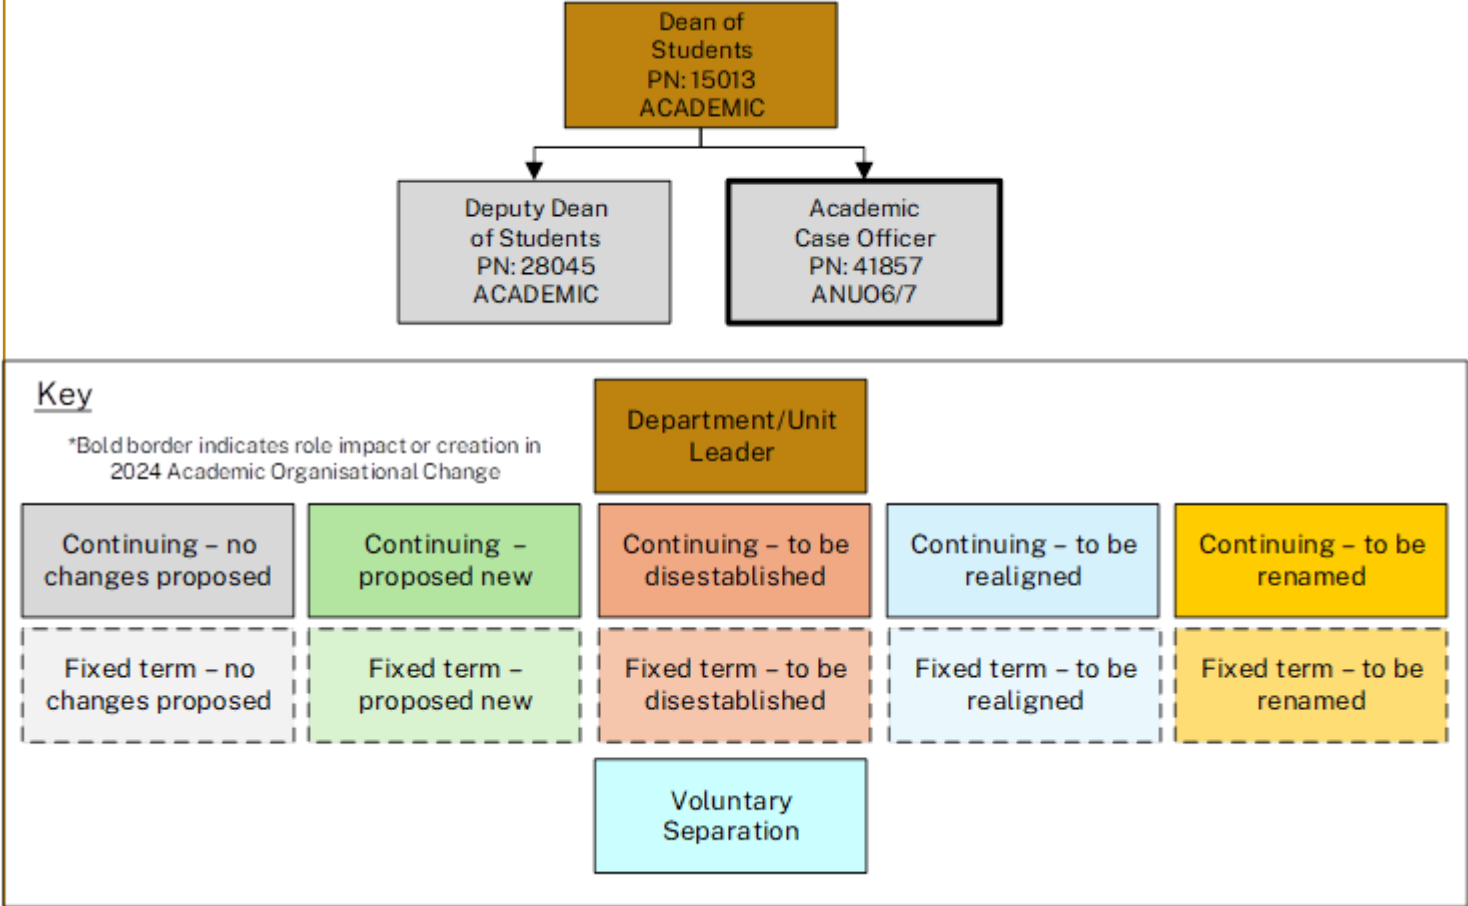 Dean of
Students
PN: 15013
ACADEMIC
Deputy Dean
of Students
PN: 28045
ACADEMIC
Academic
Case Officer
PN: 41857
ANUO6/7
Key
*Bold border indicates role impact or creation in
2024 Academic Organisational Change
Department/Unit
Leader
Continuing – no
changes proposed
Continuing –
proposed new
Continuing – to be
disestablished
Continuing – to be
realigned
Continuing – to be
renamed
Fixed term – no
changes proposed
Fixed term –
proposed new
Fixed term – to be
disestablished
Fixed term – to be
realigned
Fixed term – to be
renamed
Voluntary
Separation